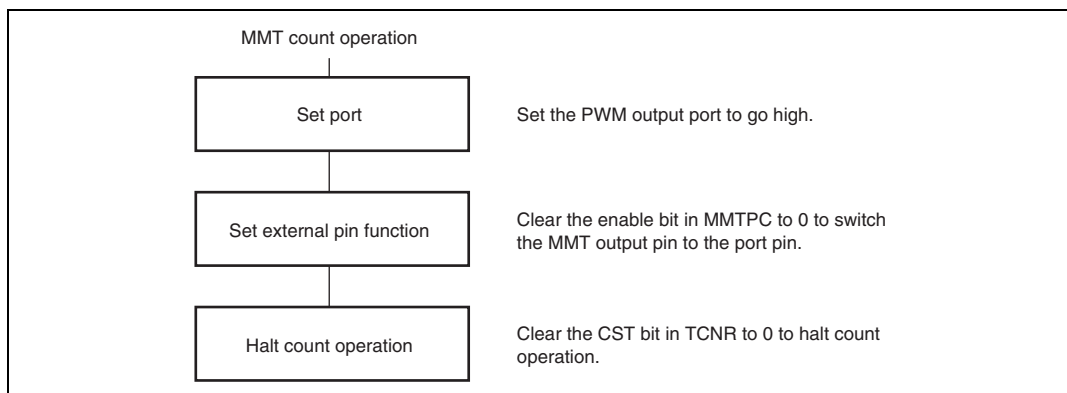 MMT count operation
Set port
Set the PWM output port to go high.
Set external pin function
Clear the enable bit in MMTPC to 0 to switch
the MMT output pin to the port pin.
Halt count operation
Clear the CST bit in TCNR to 0 to halt count
operation.